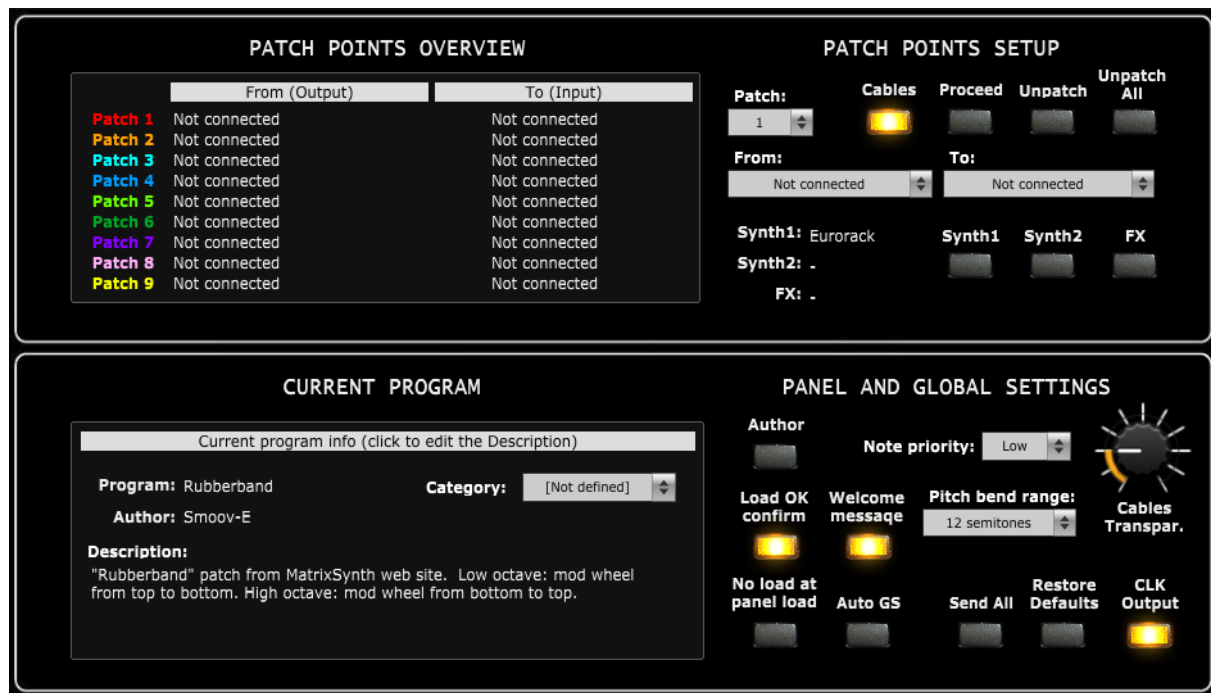 PATCH POINTS OVERVIEW
From (Output) To (Input)
Patch 1 Not connected Not connected
Patch 2 Not connected Not connected
Patch 3 Not connected Not connected
Patch 4 Not connected Not connected
Patch 5 Not connected Not connected
Patch 6 Not connected Not connected
Patch 7 Not connected Not connected
Patch 8 Not connected Not connected
Patch 9 Not connected Not connected
PATCH POINTS SETUP
Patch: Cables Proceed Unpatch Unpatch All
1
From: To:
Not connected Not connected
Synth1: Eurorack Synth1 Synth2 FX
Synth2: -
FX: -
CURRENT PROGRAM
Current program info (click to edit the Description)
Program: Rubberband Category: [Not defined]
Author: Smoov-E
Description:
"Rubberband" patch from MatrixSynth web site. Low octave: mod wheel
from top to bottom. High octave: mod wheel from bottom to top.
PANEL AND GLOBAL SETTINGS
Author
Note priority: Low
Load OK confirm Welcome message Pitch bend range: Cables Transpar.
12 semitones
No load at panel load Auto GS Send All Restore Defaults CLK Output